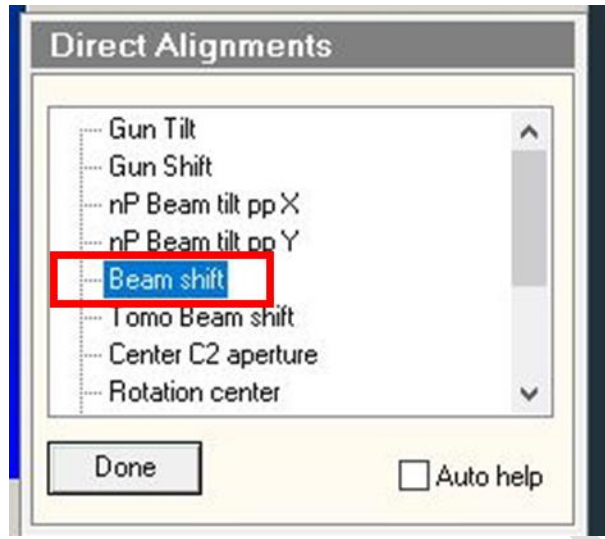 Direct Alignments
Gun Tilt
Gun Shift
nP Beam tilt pp X
nP Beam tilt pp Y
Beam shift
Tomo Beam shift
Center C2 aperture
Rotation center
Done
Auto help